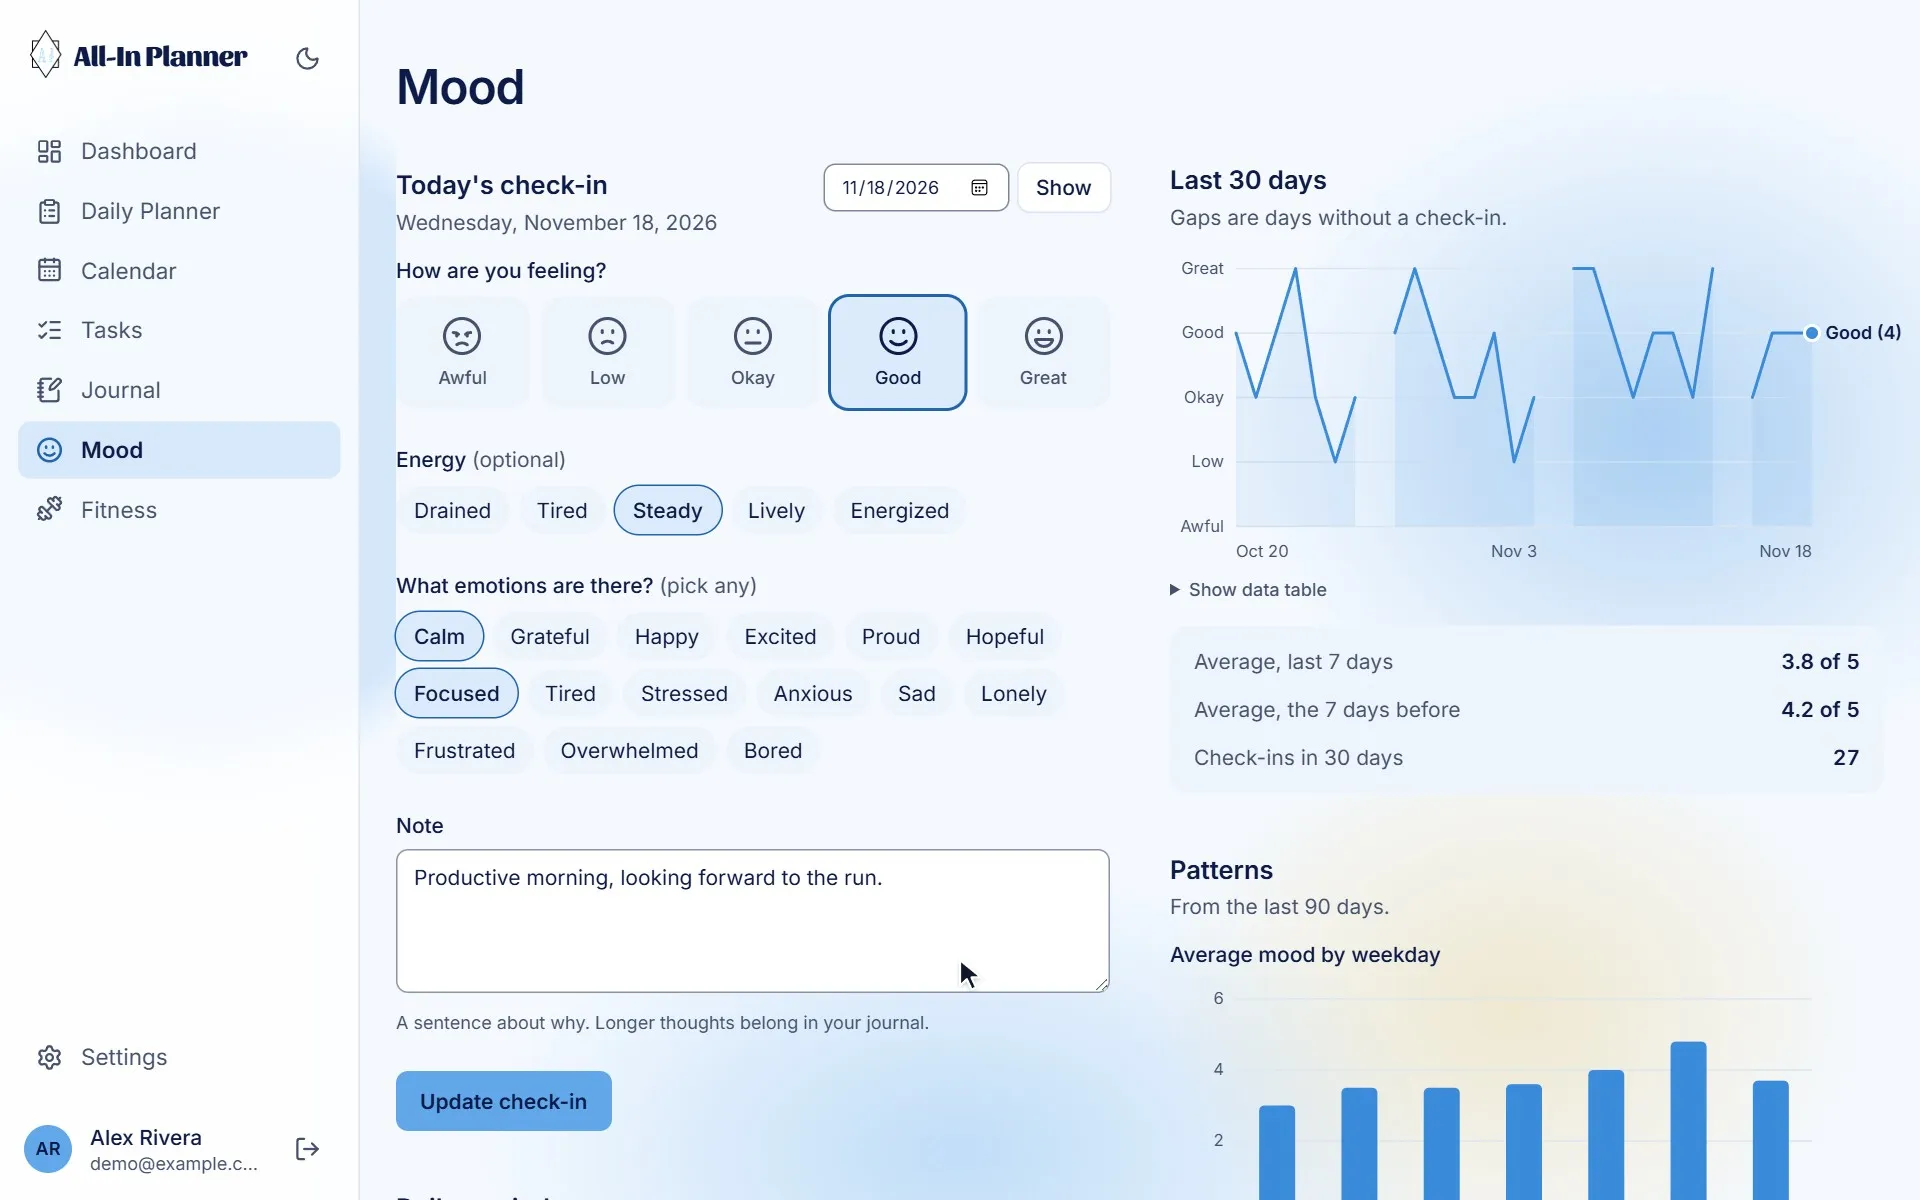 All-In Planner
Dashboard
Daily Planner
Calendar
Tasks
Journal
Mood
Fitness
Settings
AR
Alex Rivera
demo@example.c...
Mood
Today's check-in
Wednesday, November 18, 2026
11/18/2026
Show
How are you feeling?
Awful
Low
Okay
Good
Great
Energy (optional)
Drained
Tired
Steady
Lively
Energized
What emotions are there? (pick any)
Calm
Grateful
Happy
Excited
Proud
Hopeful
Focused
Tired
Stressed
Anxious
Sad
Lonely
Frustrated
Overwhelmed
Bored
Note
Productive morning, looking forward to the run.
A sentence about why. Longer thoughts belong in your journal.
Update check-in
Last 30 days
Gaps are days without a check-in.
Great
Good
Okay
Low
Awful
Good (4)
Oct 20
Nov 3
Nov 18
Show data table
Average, last 7 days
3.8 of 5
Average, the 7 days before
4.2 of 5
Check-ins in 30 days
27
Patterns
From the last 90 days.
Average mood by weekday
6
4
2